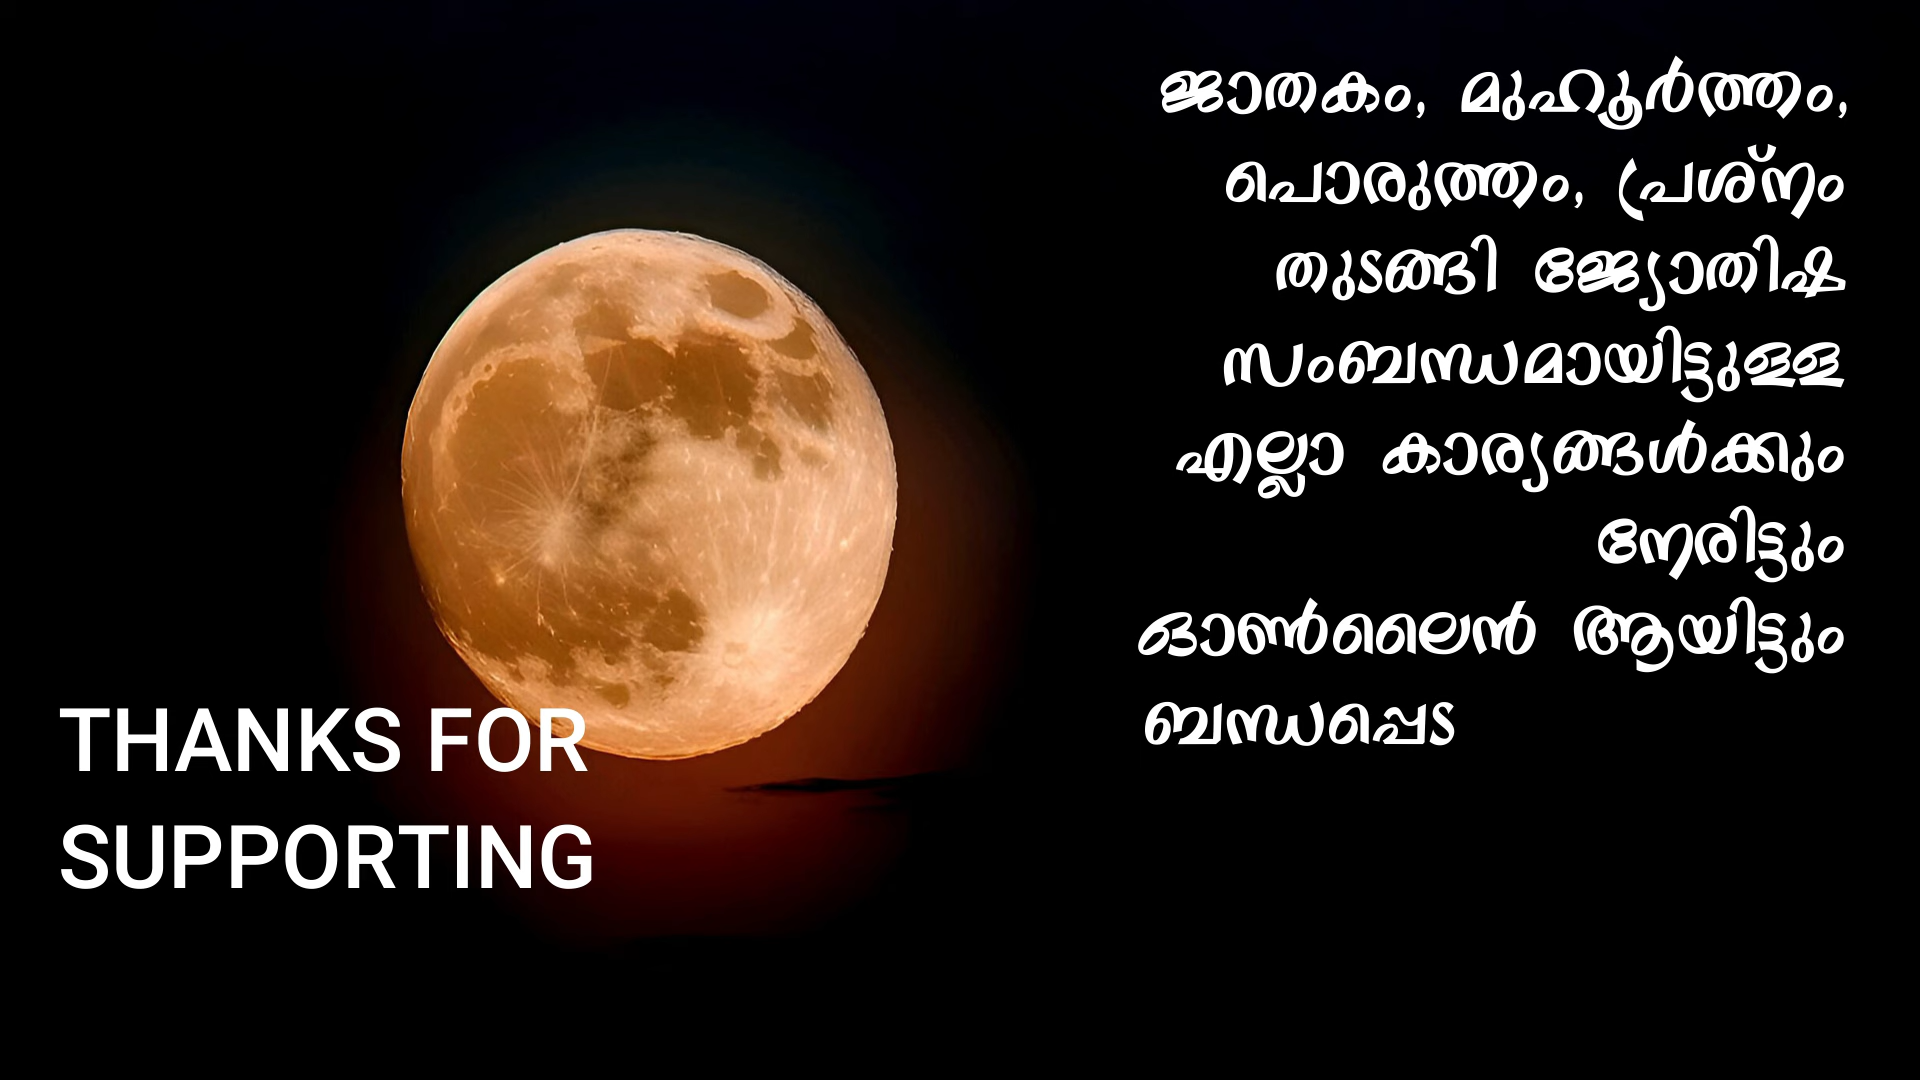 ജാതകം, മുഹൂർത്തം,
പൊരുത്തം, പ്രശ്നം
തുടങ്ങി ജ്യോതിഷ
സംബന്ധമായിട്ടുള്ള
എല്ലാ കാര്യങ്ങൾക്കും
നേരിട്ടും
ഓൺലൈൻ ആയിട്ടും
ബന്ധപ്പെട
THANKS FOR
SUPPORTING